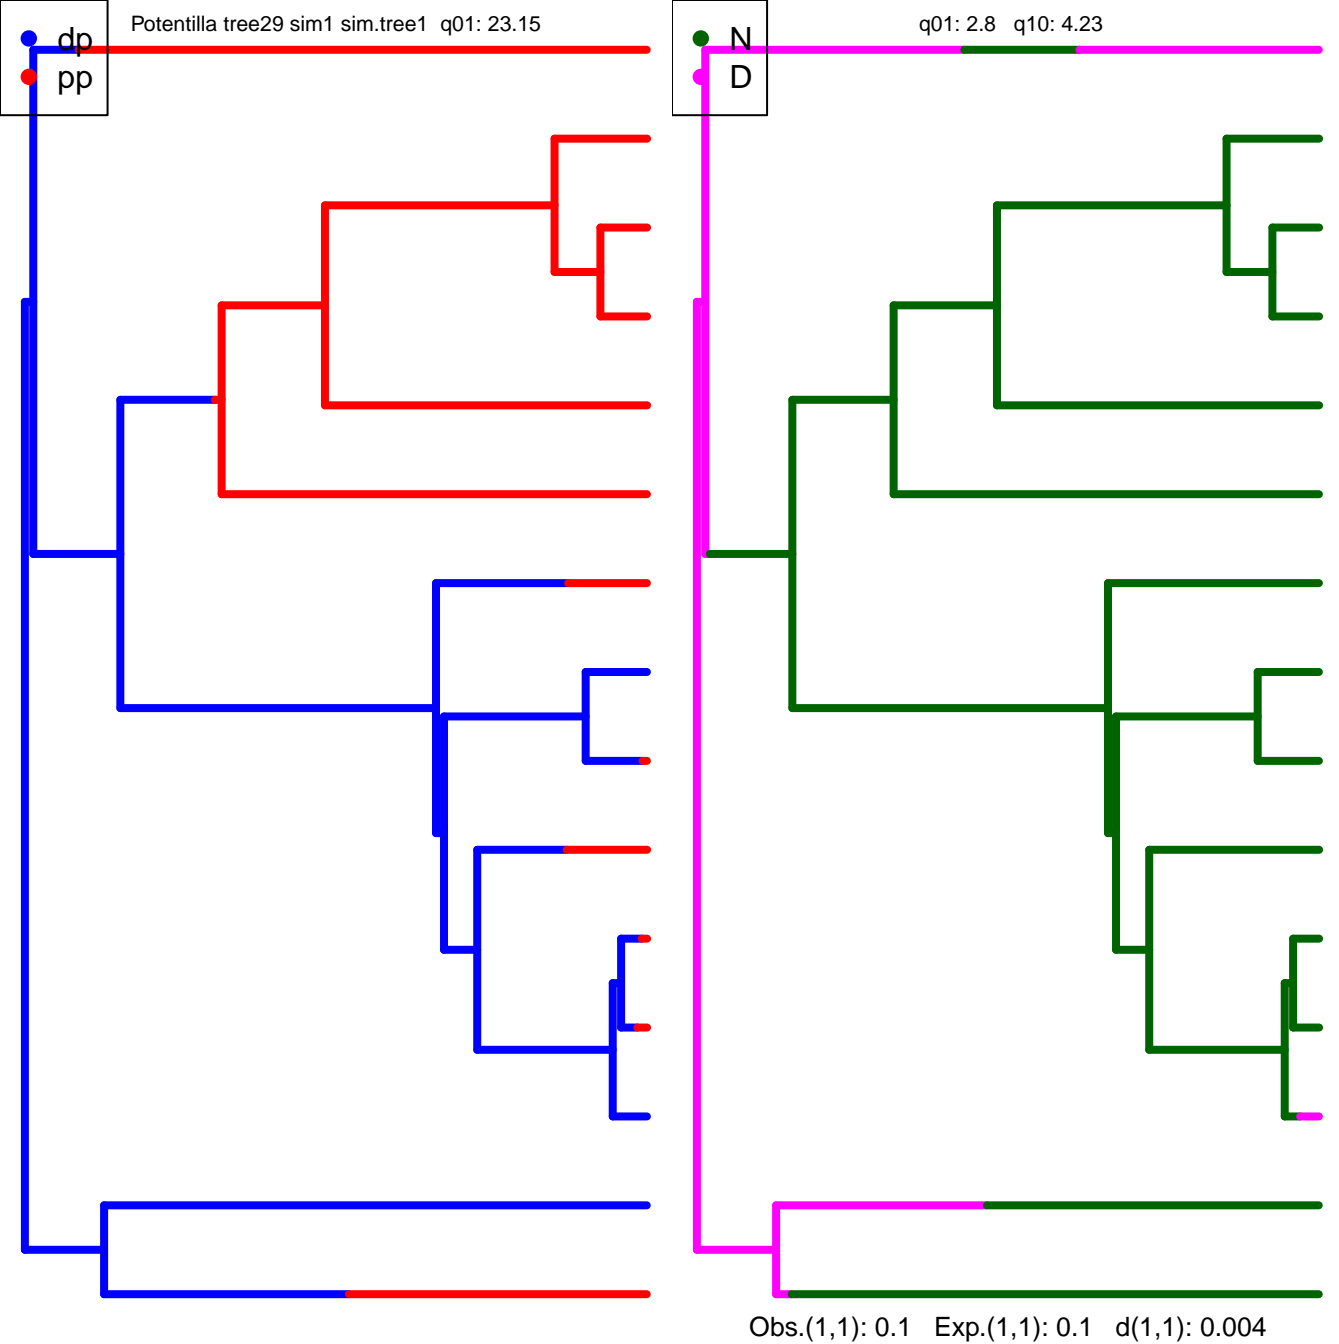 Potentilla tree29 sim1 sim.tree1  q01: 23.15
dp
pp
q01: 2.8   q10: 4.23
N
D
Obs.(1,1): 0.1   Exp.(1,1): 0.1   d(1,1): 0.004